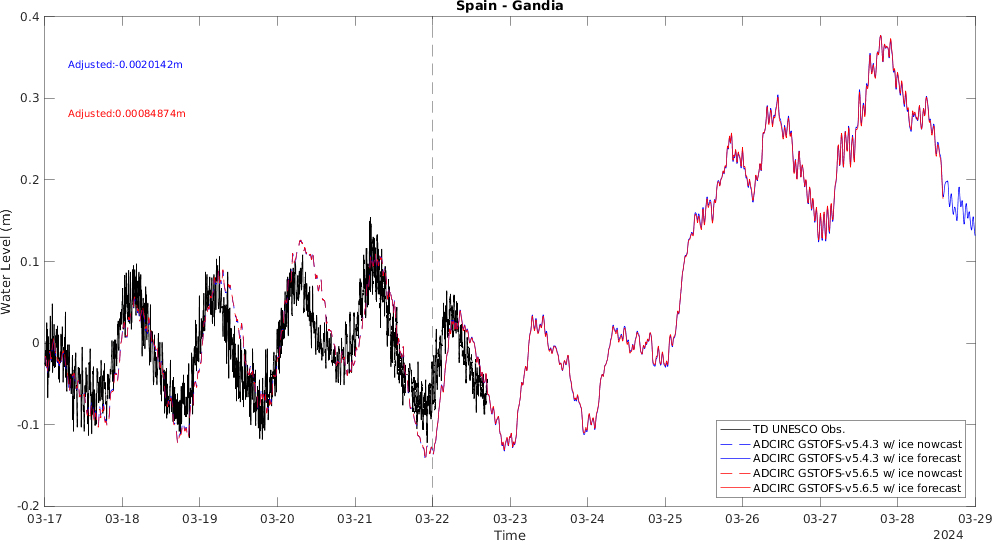 Spain - Gandia
0.4
Adjusted:-0.0020142m
0.3
Adjusted:0.00084874m
0.2
0.1
Water Level (m)
0
-0.1
TD UNESCO Obs.
ADCIRC GSTOFS-v5.4.3 w/ ice nowcast
ADCIRC GSTOFS-v5.4.3 w/ ice forecast
ADCIRC GSTOFS-v5.6.5 w/ ice nowcast
ADCIRC GSTOFS-v5.6.5 w/ ice forecast
-0.2
03-17 03-18 03-19 03-20 03-21 03-22 03-23 03-24 03-25 03-26 03-27 03-28 03-29
Time
2024